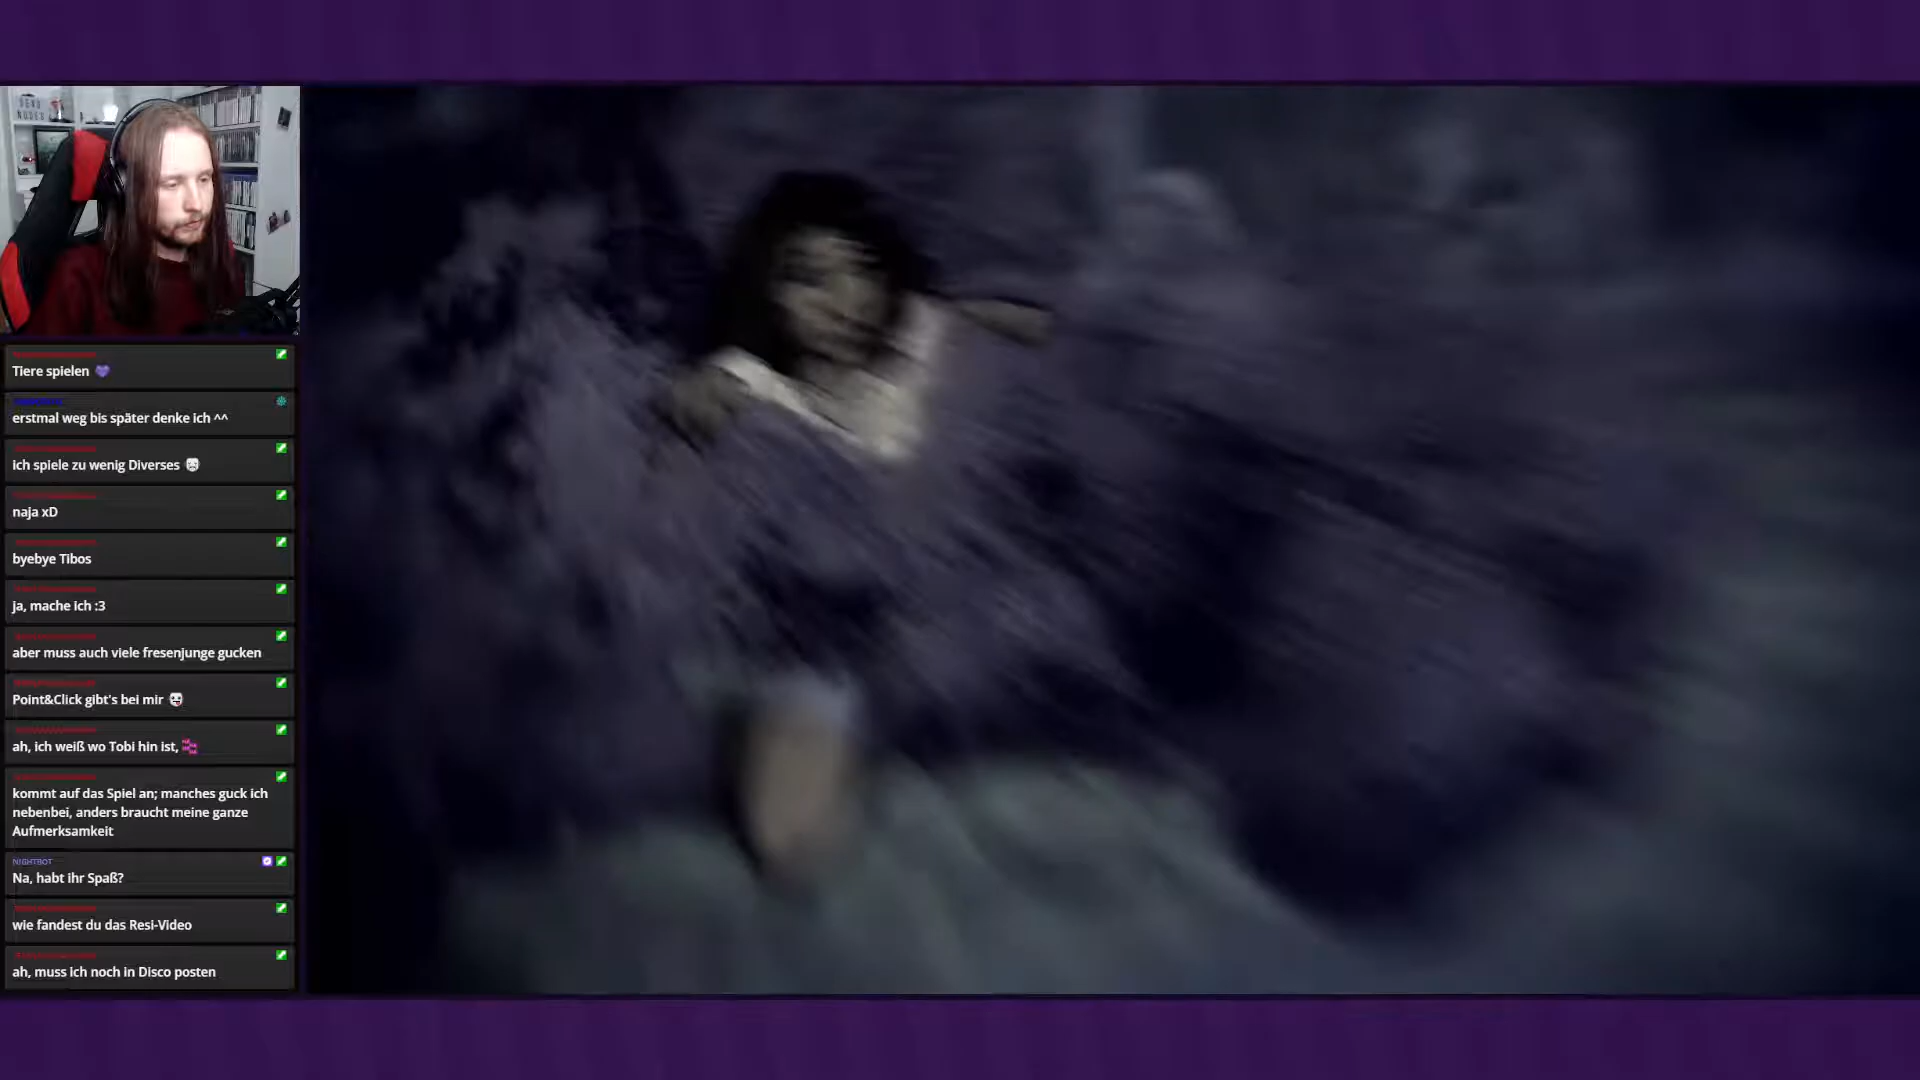 SEND
NUDES
Tiere spielen 💜
erstmal weg bis später denke ich ^^
ich spiele zu wenig Diverses
naja xD
byebye Tibos
ja, mache ich :3
aber muss auch viele fresenjunge gucken
Point&Click gibt's bei mir
ah, ich weiß wo Tobi hin ist,
kommt auf das Spiel an; manches guck ich
nebenbei, anders braucht meine ganze
Aufmerksamkeit
NIGHTBOT
Na, habt ihr Spaß?
wie fandest du das Resi-Video
ah, muss ich noch in Disco posten